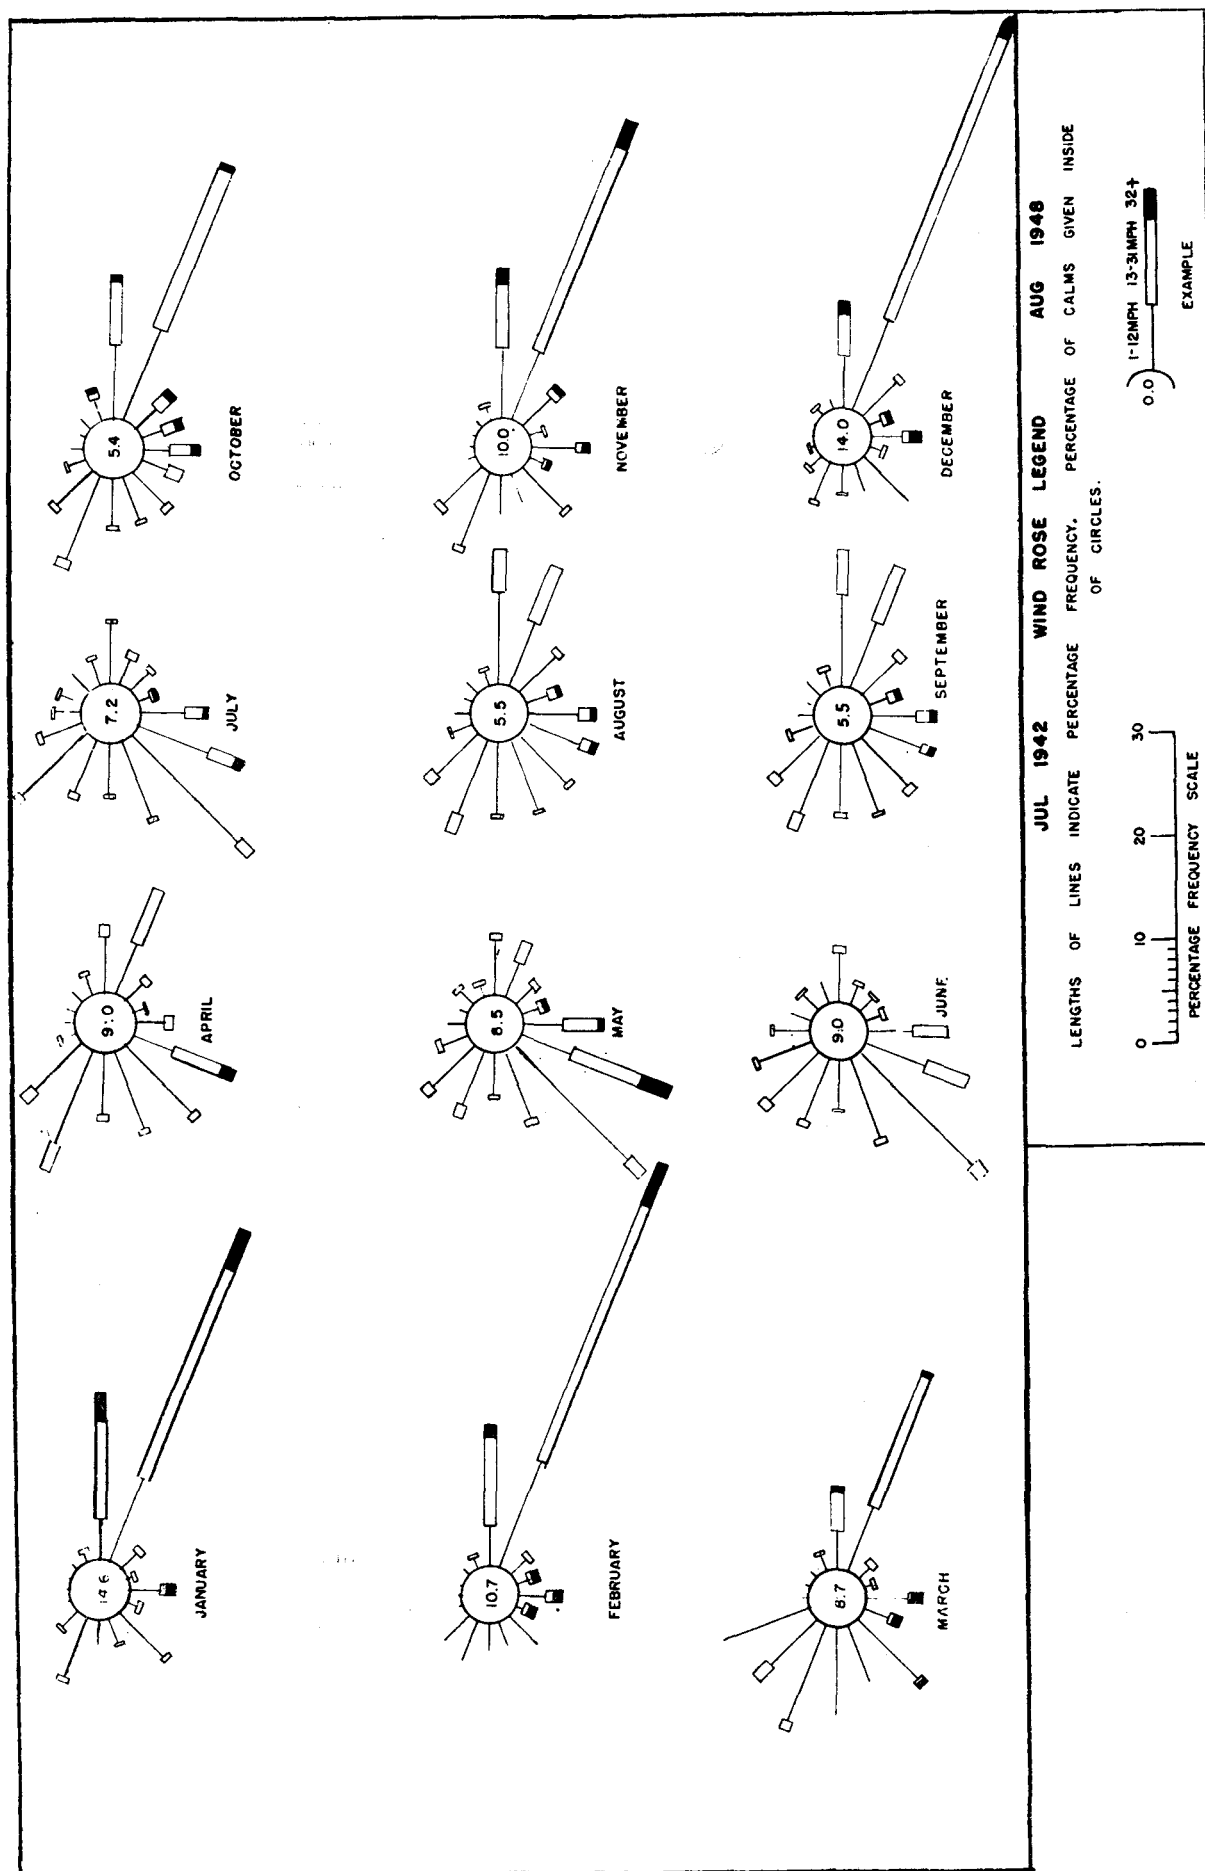 5.4
OCTOBER
10.0
NOVEMBER
14.0
DECEMBER
7.2
JULY
5.5
AUGUST
5.5
SEPTEMBER
9.0
APRIL
MAY
9.0
JUNE
14.6
JANUARY
10.7
FEBRUARY
8.7
MARCH
JUL 1942 WIND ROSE LEGEND AUG 1948
LENGTHS OF LINES INDICATE PERCENTAGE FREQUENCY. PERCENTAGE OF CALMS GIVEN INSIDE
OF CIRCLES.
0 10 20 30
PERCENTAGE FREQUENCY SCALE
0.0 1-12MPH 13-31MPH 32+
EXAMPLE